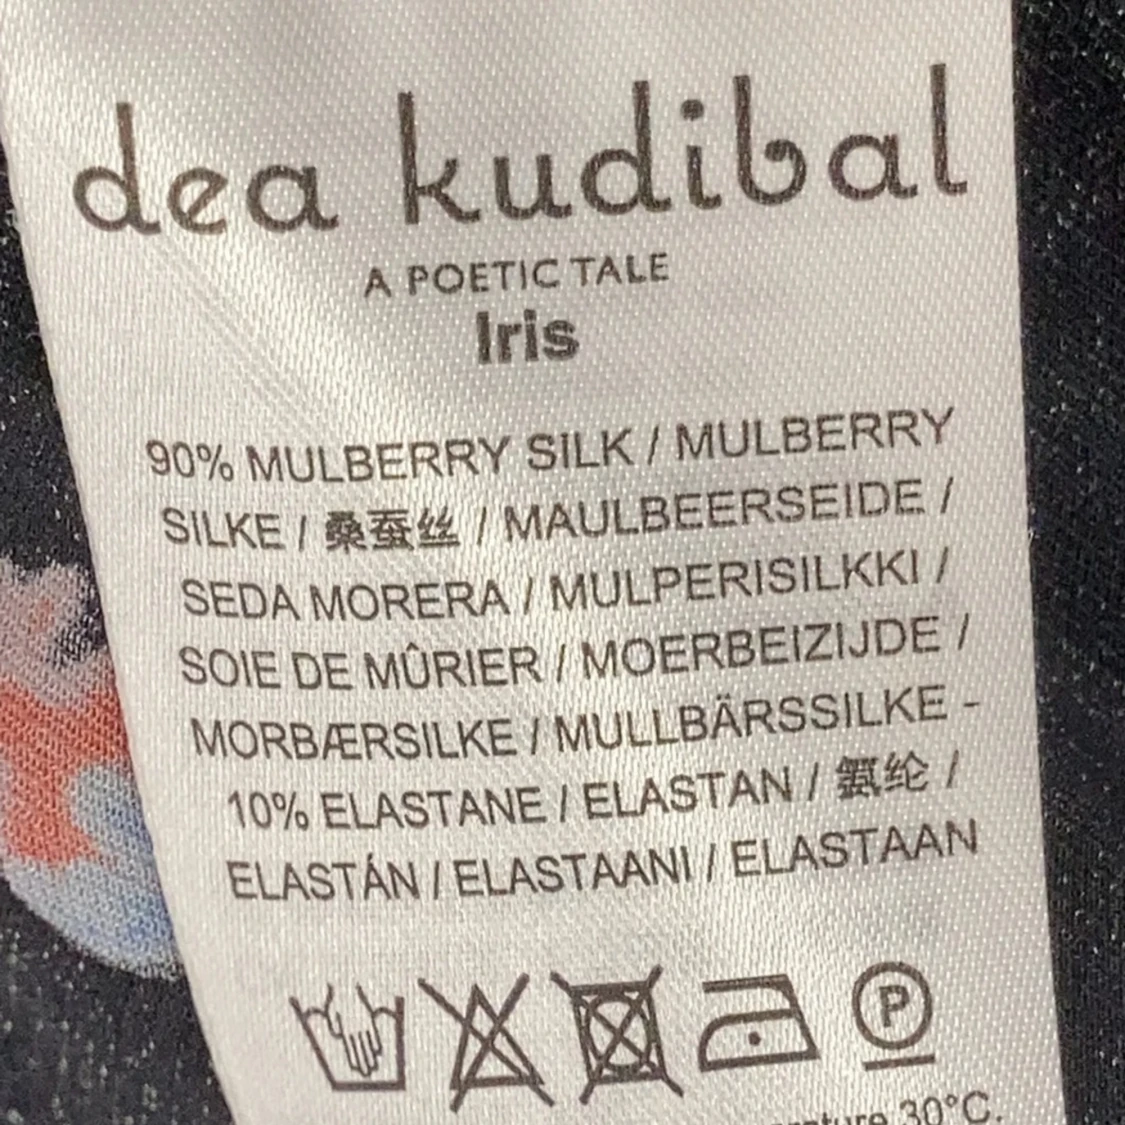 dea kudibal
A POETIC TALE
Iris
90% MULBERRY SILK / MULBERRY
SILKE / 桑蚕丝 / MAULBEERSEIDE /
SEDA MORERA / MULPERISILKKI /
SOIE DE MÛRIER / MOERBEIZIJDE /
MORBÆRSILKE / MULLBÄRSSILKE -
10% ELASTANE / ELASTAN / 氨纶 /
ELASTÁN / ELASTAANI / ELASTAAN
P
30°C.